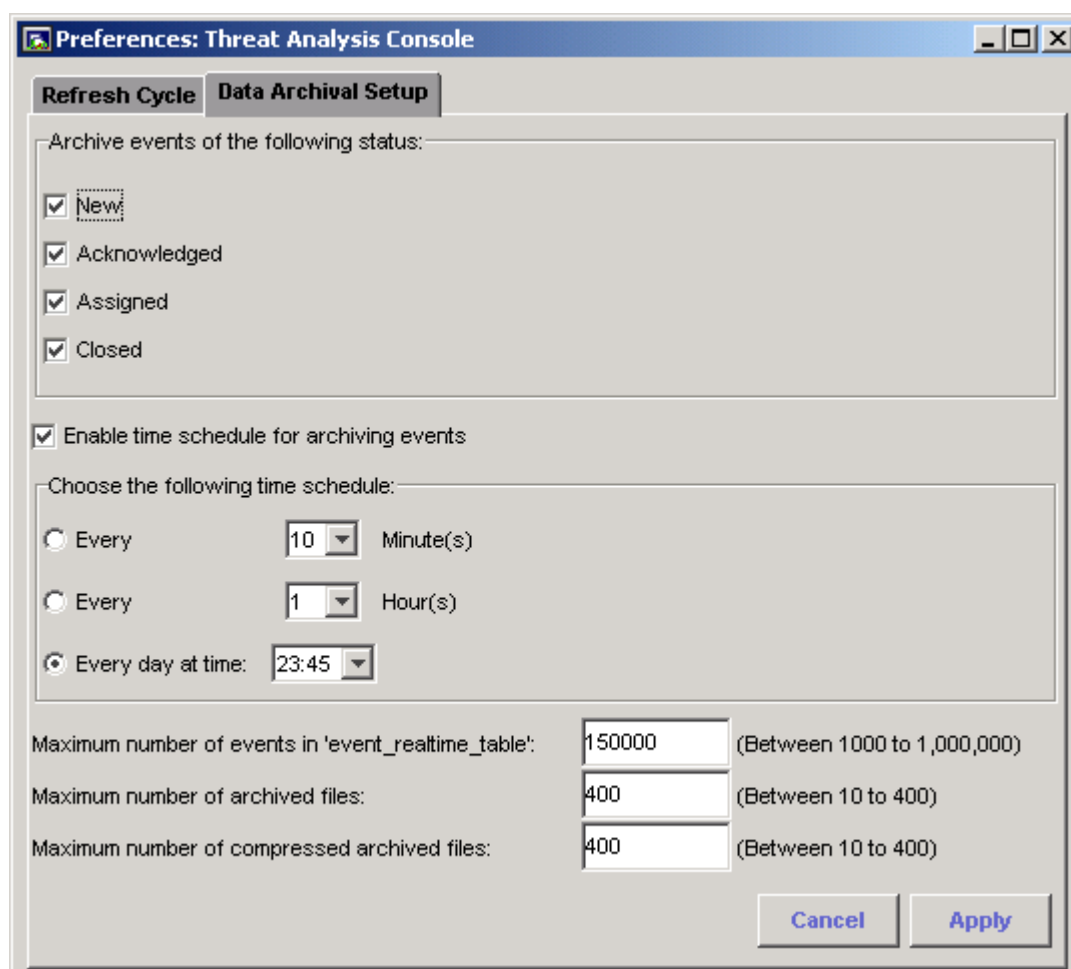 Preferences: Threat Analysis Console
Refresh Cycle Data Archival Setup
Archive events of the following status:
New
Acknowledged
Assigned
Closed
Enable time schedule for archiving events
Choose the following time schedule:
Every 10 Minute(s)
Every 1 Hour(s)
Every day at time: 23:45
Maximum number of events in 'event_realtime_table': 150000 (Between 1000 to 1,000,000)
Maximum number of archived files: 400 (Between 10 to 400)
Maximum number of compressed archived files: 400 (Between 10 to 400)
Cancel Apply